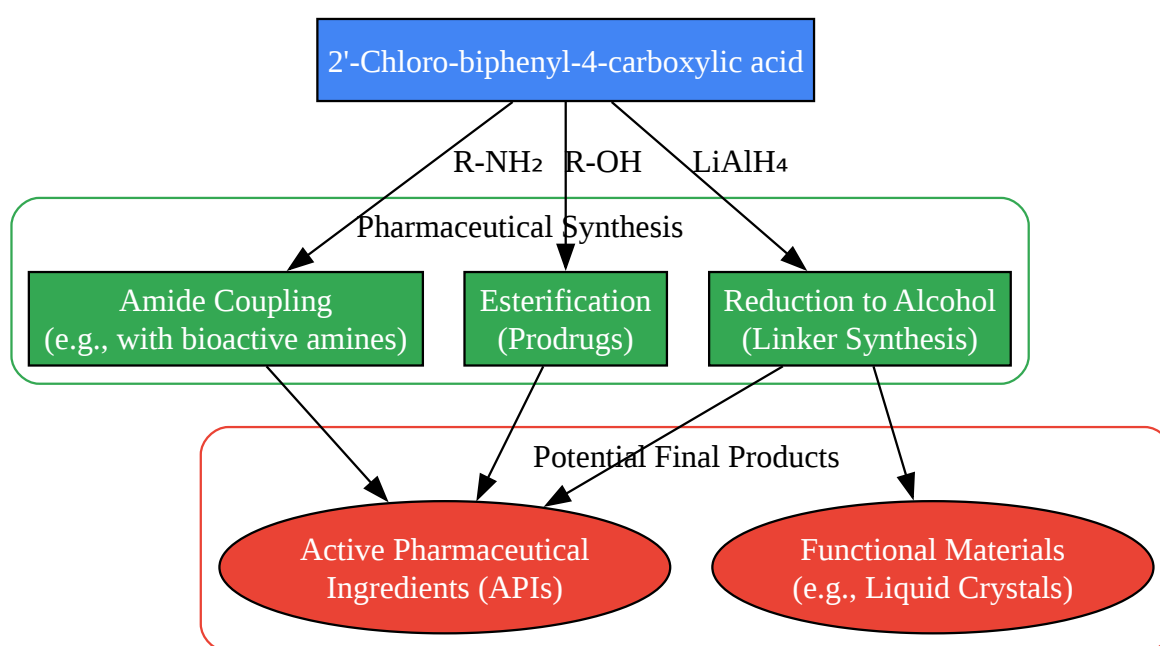 2'-Chloro-biphenyl-4-carboxylic acid
R-NH₂
R-OH
LiAlH₄
Pharmaceutical Synthesis
Amide Coupling
(e.g., with bioactive amines)
Esterification
(Prodrugs)
Reduction to Alcohol
(Linker Synthesis)
Potential Final Products
Active Pharmaceutical
Ingredients (APIs)
Functional Materials
(e.g., Liquid Crystals)